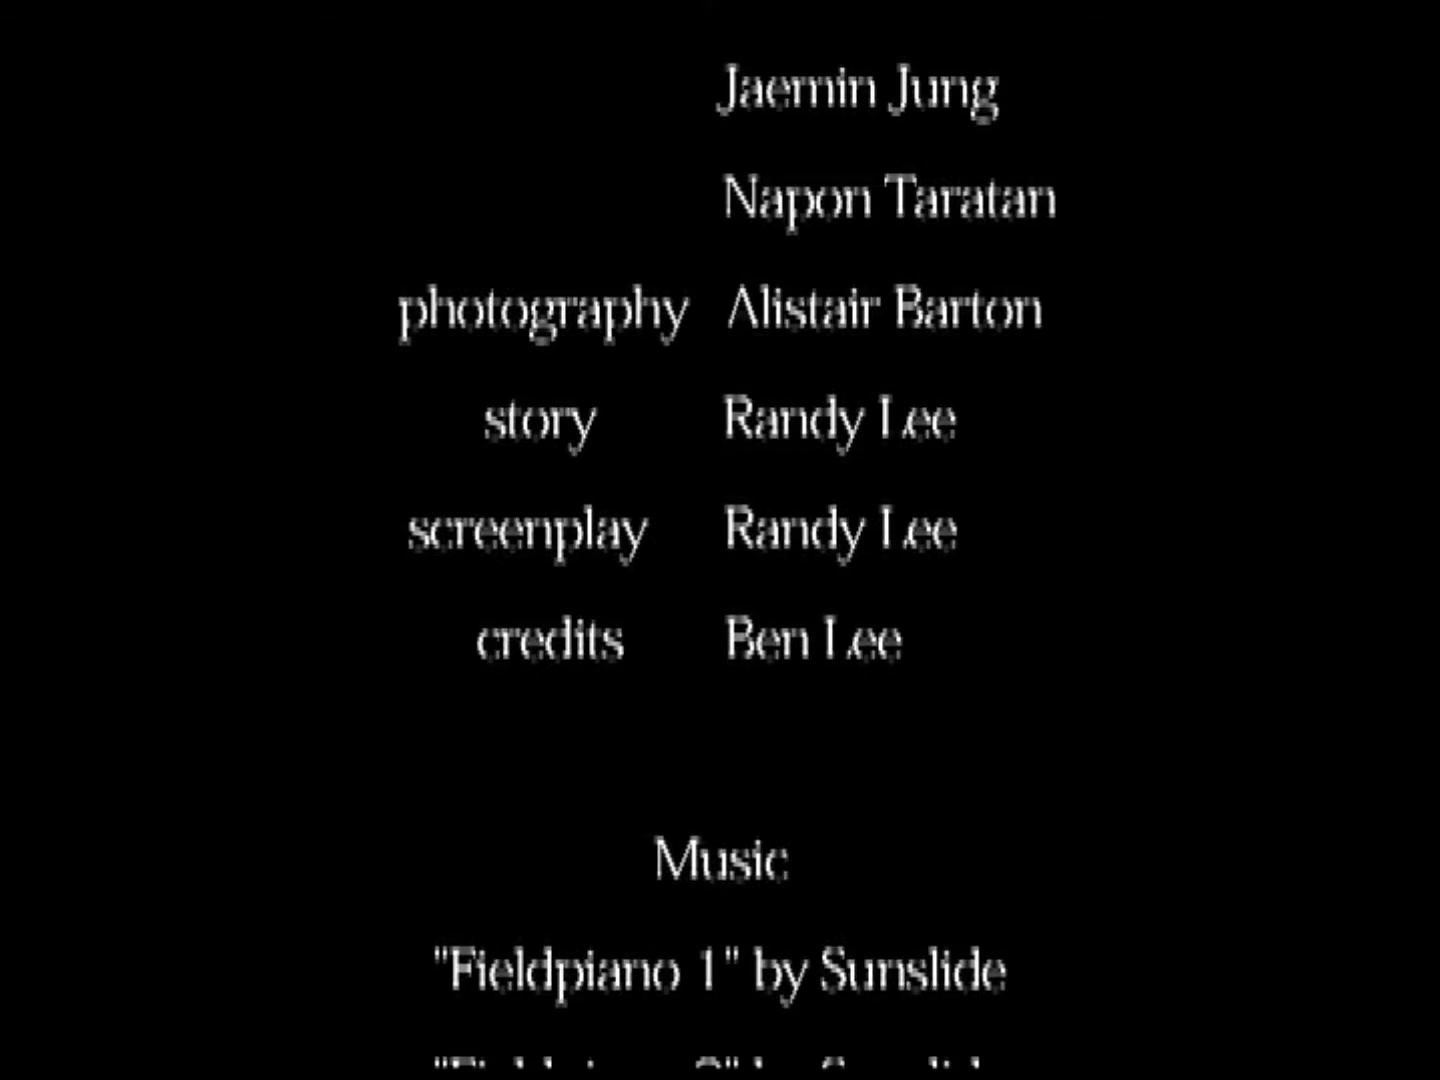 Jaemin Jung
Napon Taratan
photography Alistair Barton
story Randy Lee
screenplay Randy Lee
credits Ben Lee
Music
"Fieldpiano 1" by Sunslide